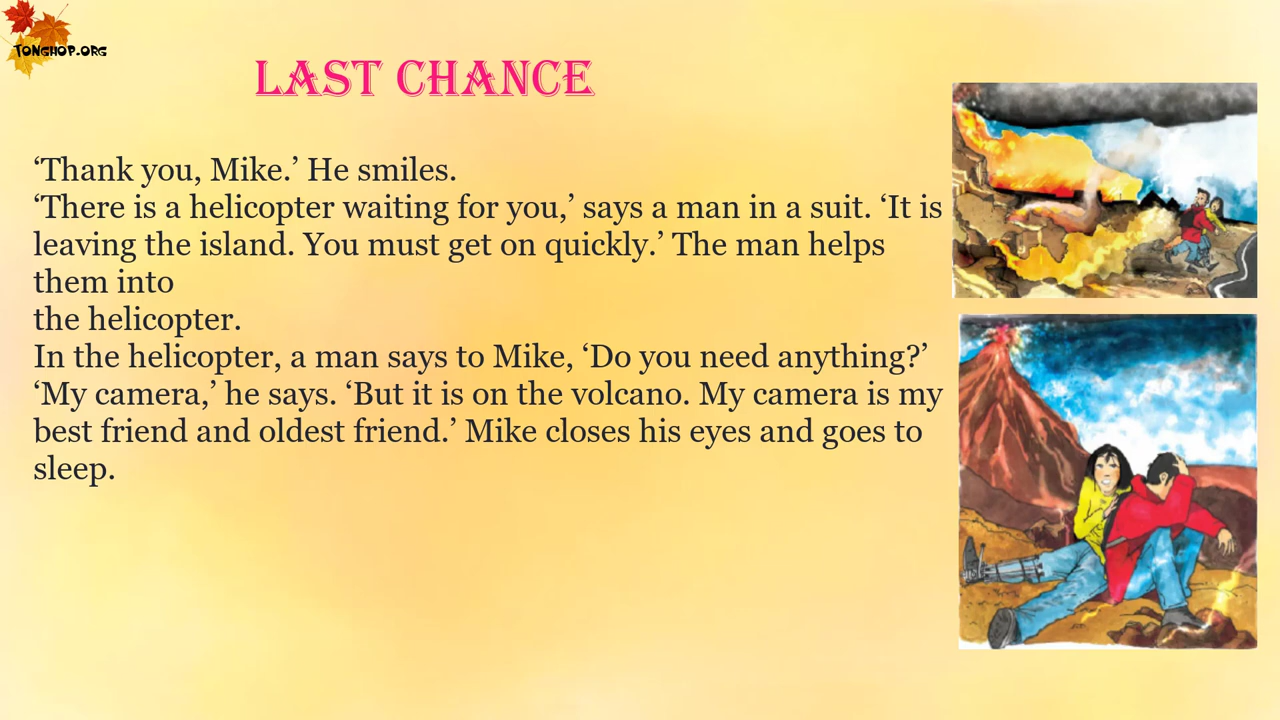 TONGHOP.ORG
LAST CHANCE
‘Thank you, Mike.’ He smiles.
‘There is a helicopter waiting for you,’ says a man in a suit. ‘It is
leaving the island. You must get on quickly.’ The man helps
them into
the helicopter.
In the helicopter, a man says to Mike, ‘Do you need anything?’
‘My camera,’ he says. ‘But it is on the volcano. My camera is my
best friend and oldest friend.’ Mike closes his eyes and goes to
sleep.